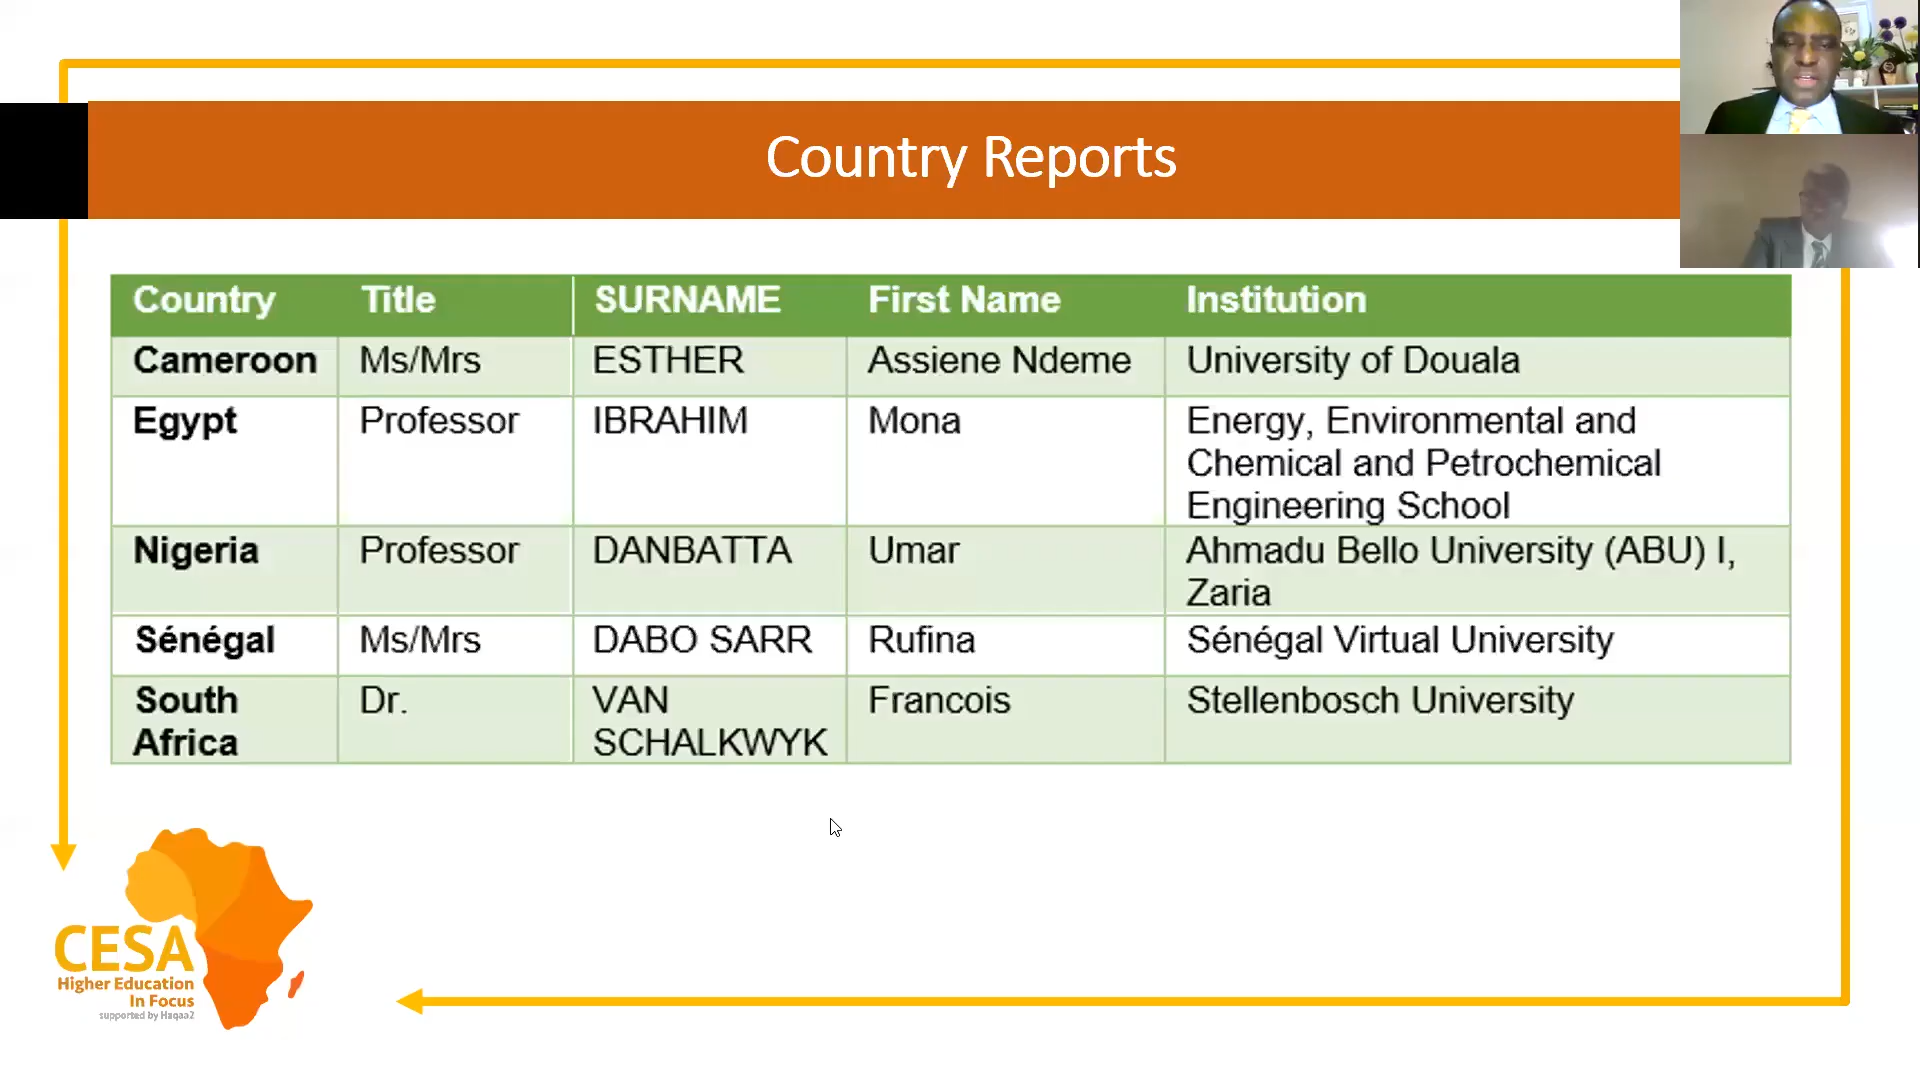 Country Reports
Country Title SURNAME First Name Institution
Cameroon Ms/Mrs ESTHER Assiene Ndeme University of Douala
Egypt Professor IBRAHIM Mona Energy, Environmental and
Chemical and Petrochemical
Engineering School
Nigeria Professor DANBATTA Umar Ahmadu Bello University (ABU) I,
Zaria
Sénégal Ms/Mrs DABO SARR Rufina Sénégal Virtual University
South Dr. VAN Francois Stellenbosch University
Africa SCHALKWYK
CESA
Higher Education
In Focus
supported by Haqaa2